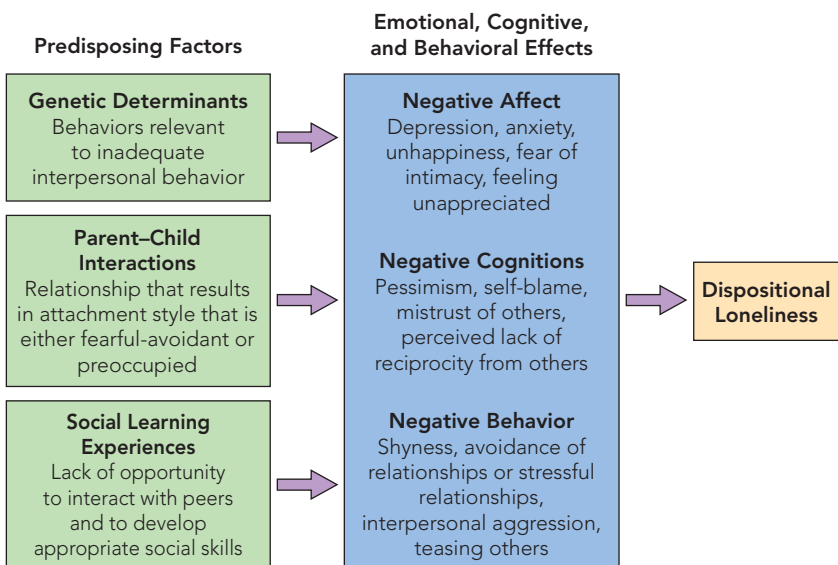 Predisposing Factors
Emotional, Cognitive,
and Behavioral Effects
Genetic Determinants
Behaviors relevant
to inadequate
interpersonal behavior
Parent–Child
Interactions
Relationship that results
in attachment style that is
either fearful-avoidant or
preoccupied
Social Learning
Experiences
Lack of opportunity
to interact with peers
and to develop
appropriate social skills
Negative Affect
Depression, anxiety,
unhappiness, fear of
intimacy, feeling
unappreciated
Negative Cognitions
Pessimism, self-blame,
mistrust of others,
perceived lack of
reciprocity from others
Negative Behavior
Shyness, avoidance of
relationships or stressful
relationships,
interpersonal aggression,
teasing others
Dispositional
Loneliness